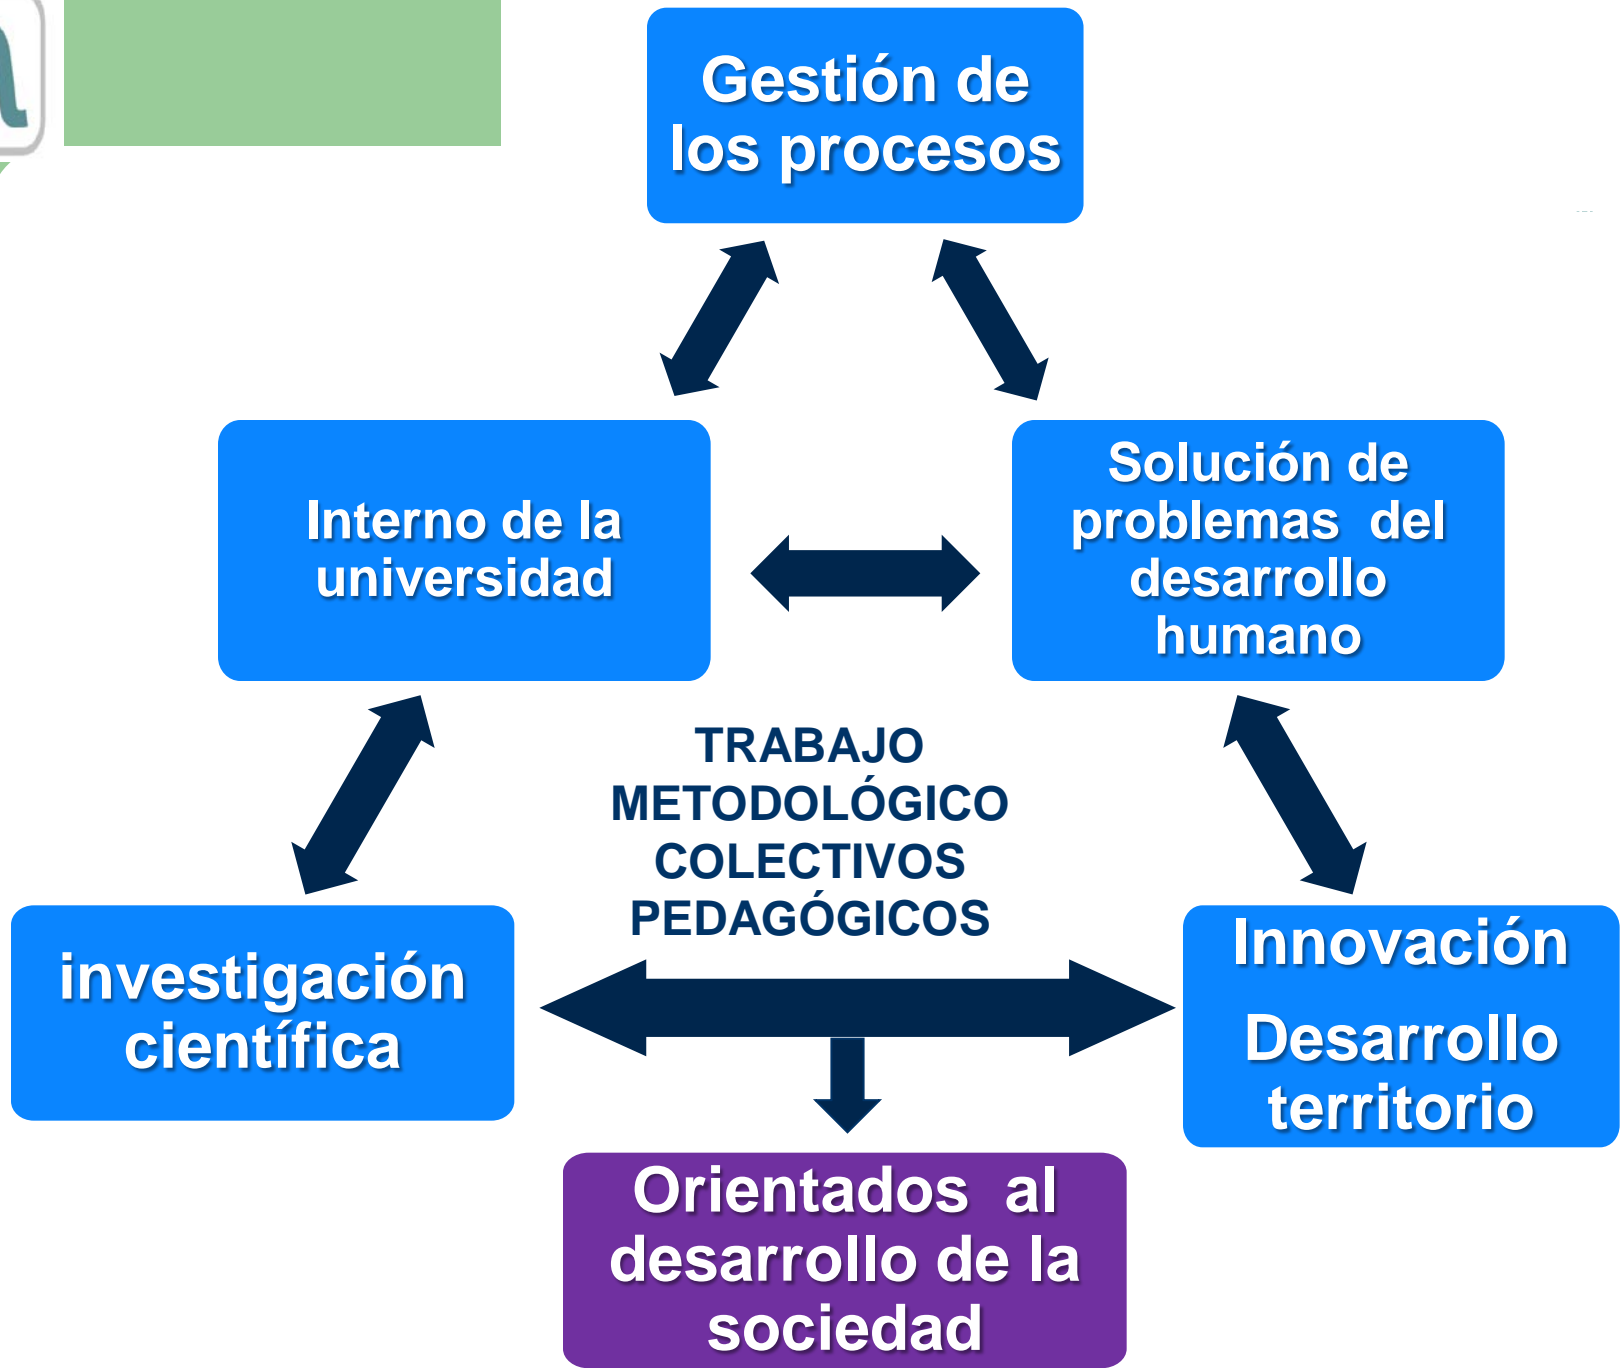 Gestión de
los procesos
Interno de la
universidad
Solución de
problemas  del
desarrollo
humano
TRABAJO
METODOLÓGICO
COLECTIVOS
PEDAGÓGICOS
investigación
científica
Innovación
Desarrollo
territorio
Orientados  al
desarrollo de la
sociedad